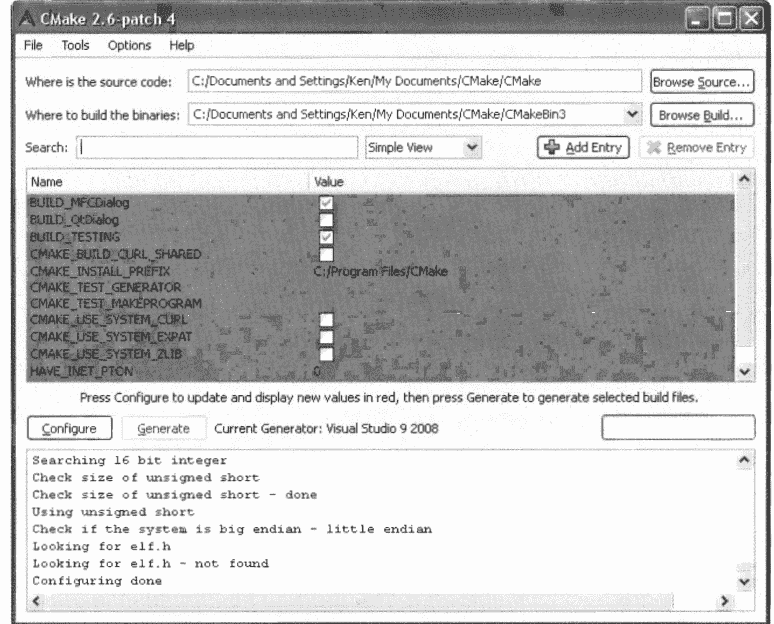 CMake 2.6-patch 4
File Tools Options Help
Where is the source code: C:/Documents and Settings/Ken/My Documents/CMake/CMake Browse Source...
Where to build the binaries: C:/Documents and Settings/Ken/My Documents/CMake/CMakeBin3 Browse Build...
Search: Simple View Add Entry Remove Entry
Name Value
BUILD_MFCDialog
BUILD_QtDialog
BUILD_TESTING
CMAKE_BUILD_CURL_SHARED
CMAKE_INSTALL_PREFIX C:/Program Files/CMake
CMAKE_TEST_GENERATOR
CMAKE_TEST_MAKEPROGRAM
CMAKE_USE_SYSTEM_CURL
CMAKE_USE_SYSTEM_EXPAT
CMAKE_USE_SYSTEM_ZLIB
HAVE_INET_PTON 0
Press Configure to update and display new values in red, then press Generate to generate selected build files.
Configure Generate Current Generator: Visual Studio 9 2008
Searching 16 bit integer
Check size of unsigned short
Check size of unsigned short - done
Using unsigned short
Check if the system is big endian - little endian
Looking for elf.h
Looking for elf.h - not found
Configuring done